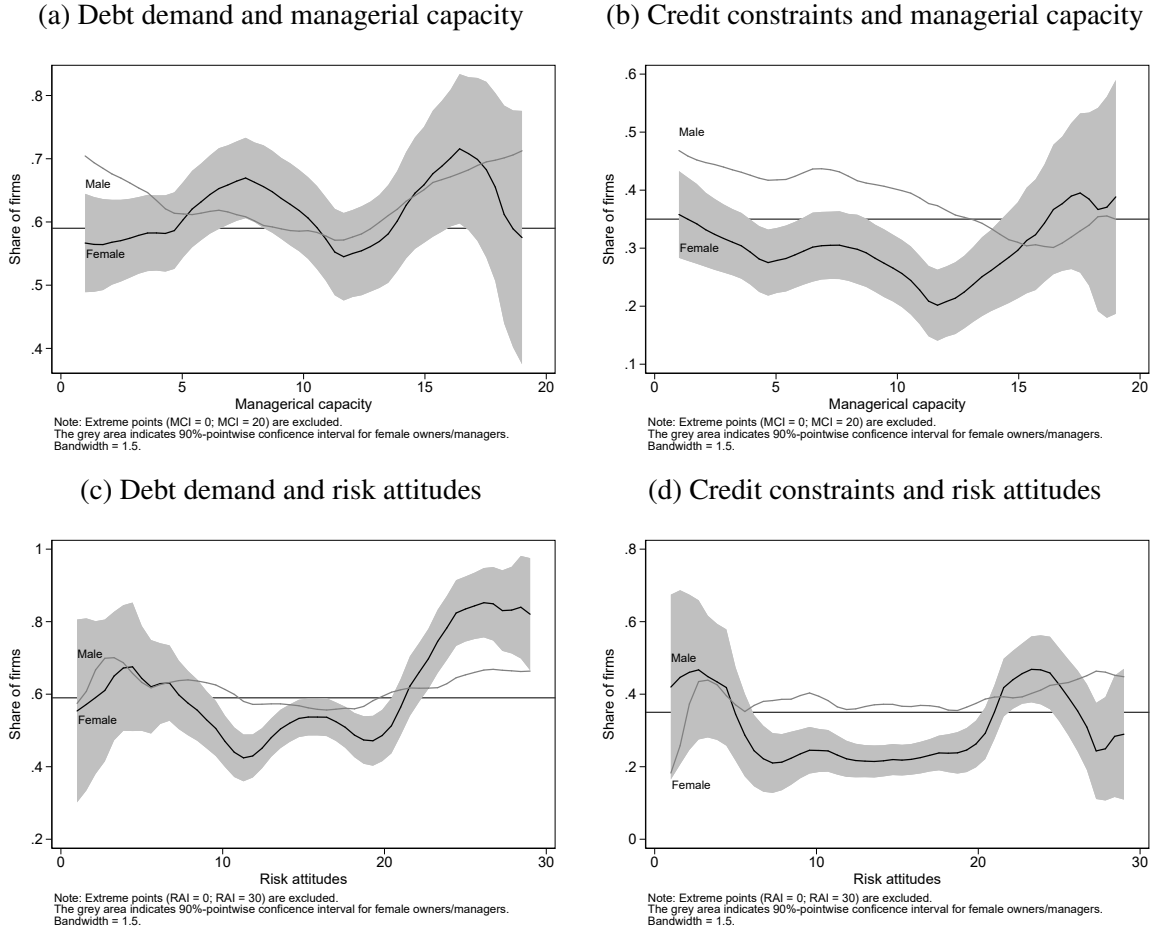 (a) Debt demand and managerial capacity
.8
.7
.6
.5
.4
Share of firms
Male
Female
0 5 10 15 20
Managerical capacity
Note: Extreme points (MCI = 0; MCI = 20) are excluded.
The grey area indicates 90%-pointwise conficence interval for female owners/managers.
Bandwidth = 1.5.
(b) Credit constraints and managerial capacity
.6
.5
.4
.3
.2
.1
Share of firms
Male
Female
0 5 10 15 20
Managerical capacity
Note: Extreme points (MCI = 0; MCI = 20) are excluded.
The grey area indicates 90%-pointwise conficence interval for female owners/managers.
Bandwidth = 1.5.
(c) Debt demand and risk attitudes
1
.8
.6
.4
.2
Share of firms
Male
Female
0 10 20 30
Risk attitudes
Note: Extreme points (RAI = 0; RAI = 30) are excluded.
The grey area indicates 90%-pointwise conficence interval for female owners/managers.
Bandwidth = 1.5.
(d) Credit constraints and risk attitudes
.8
.6
.4
.2
0
Share of firms
Male
Female
0 10 20 30
Risk attitudes
Note: Extreme points (RAI = 0; RAI = 30) are excluded.
The grey area indicates 90%-pointwise conficence interval for female owners/managers.
Bandwidth = 1.5.